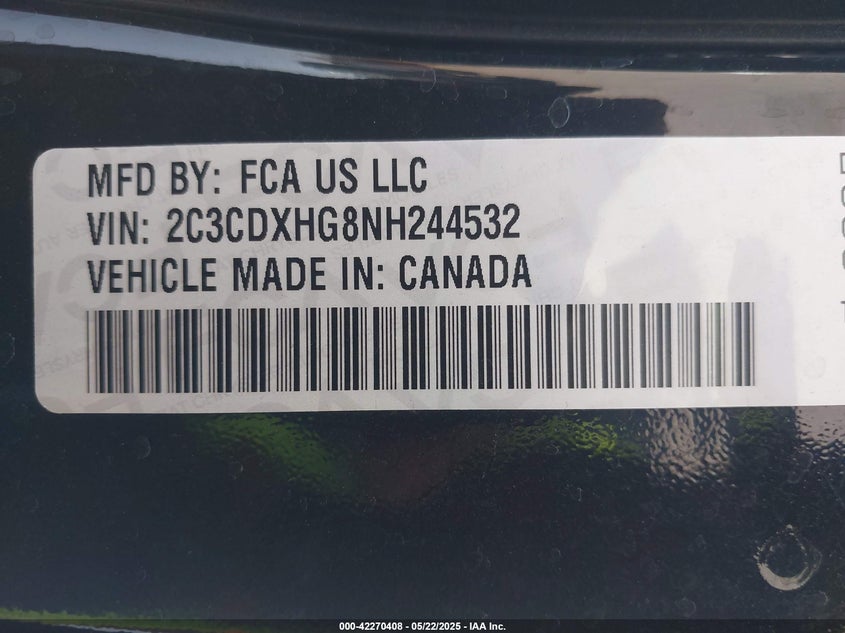 MFD BY: FCA US LLC
VIN: 2C3CDXHG8NH244532
VEHICLE MADE IN: CANADA
000-42270408 - 05/22/2025 - IAA Inc.